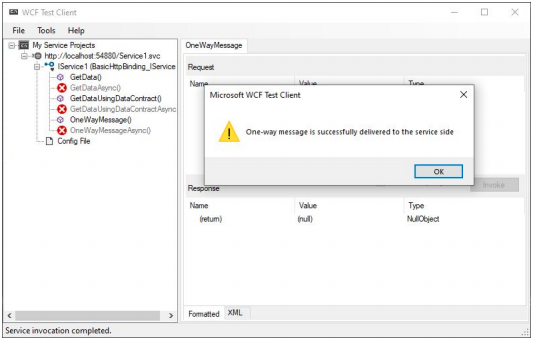 WCF Test Client
File Tools Help
My Service Projects
http://localhost:54880/Service1.svc
IService1 (BasicHttpBinding_IService
GetData()
GetDataAsync()
GetDataUsingDataContract()
GetDataUsingDataContractAsync
OneWayMessage()
OneWayMessageAsync()
Config File
OneWayMessage
Request
Name Value Type
Microsoft WCF Test Client
One-way message is successfully delivered to the service side
OK
Response
Invoke
Name Value Type
(return) (null) NullObject
Formatted XML
Service invocation completed.